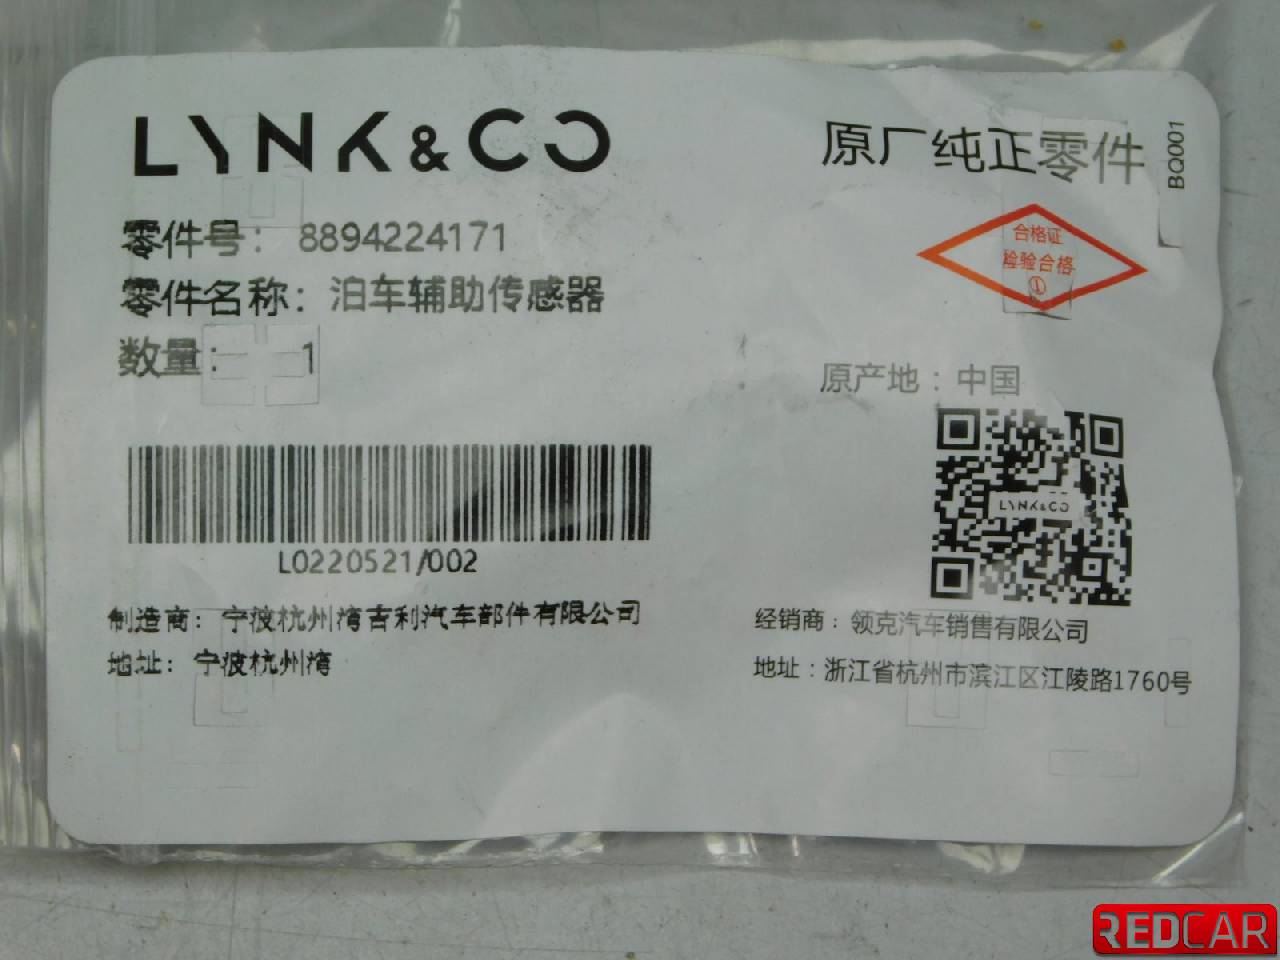 LYNK&CO
原厂纯正零件
BQ001
零件号： 8894224171
零件名称：泊车辅助传感器
数量： 1
合格证
检验合格
①
原产地：中国
LYNK&CO
L0220521/002
制造商：宁波杭州湾吉利汽车部件有限公司
地址：宁波杭州湾
经销商：领克汽车销售有限公司
地址：浙江省杭州市滨江区江陵路1760号
REDCAR